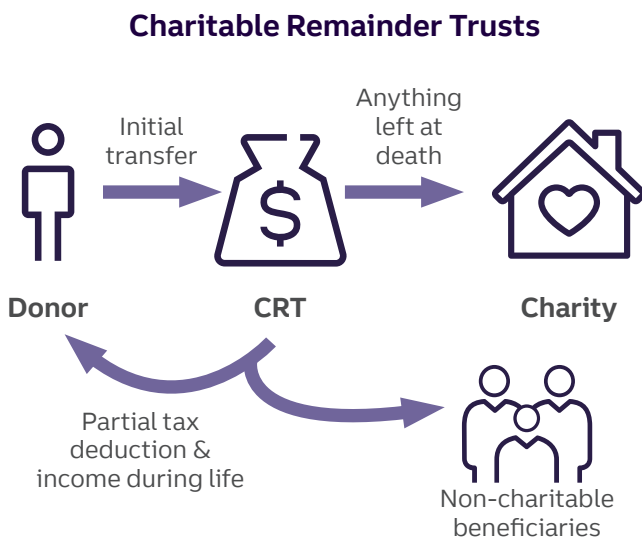 Charitable Remainder Trusts
Initial
transfer
Anything
left at
death
$
Donor
CRT
Charity
Partial tax
deduction &
income during life
Non-charitable
beneficiaries